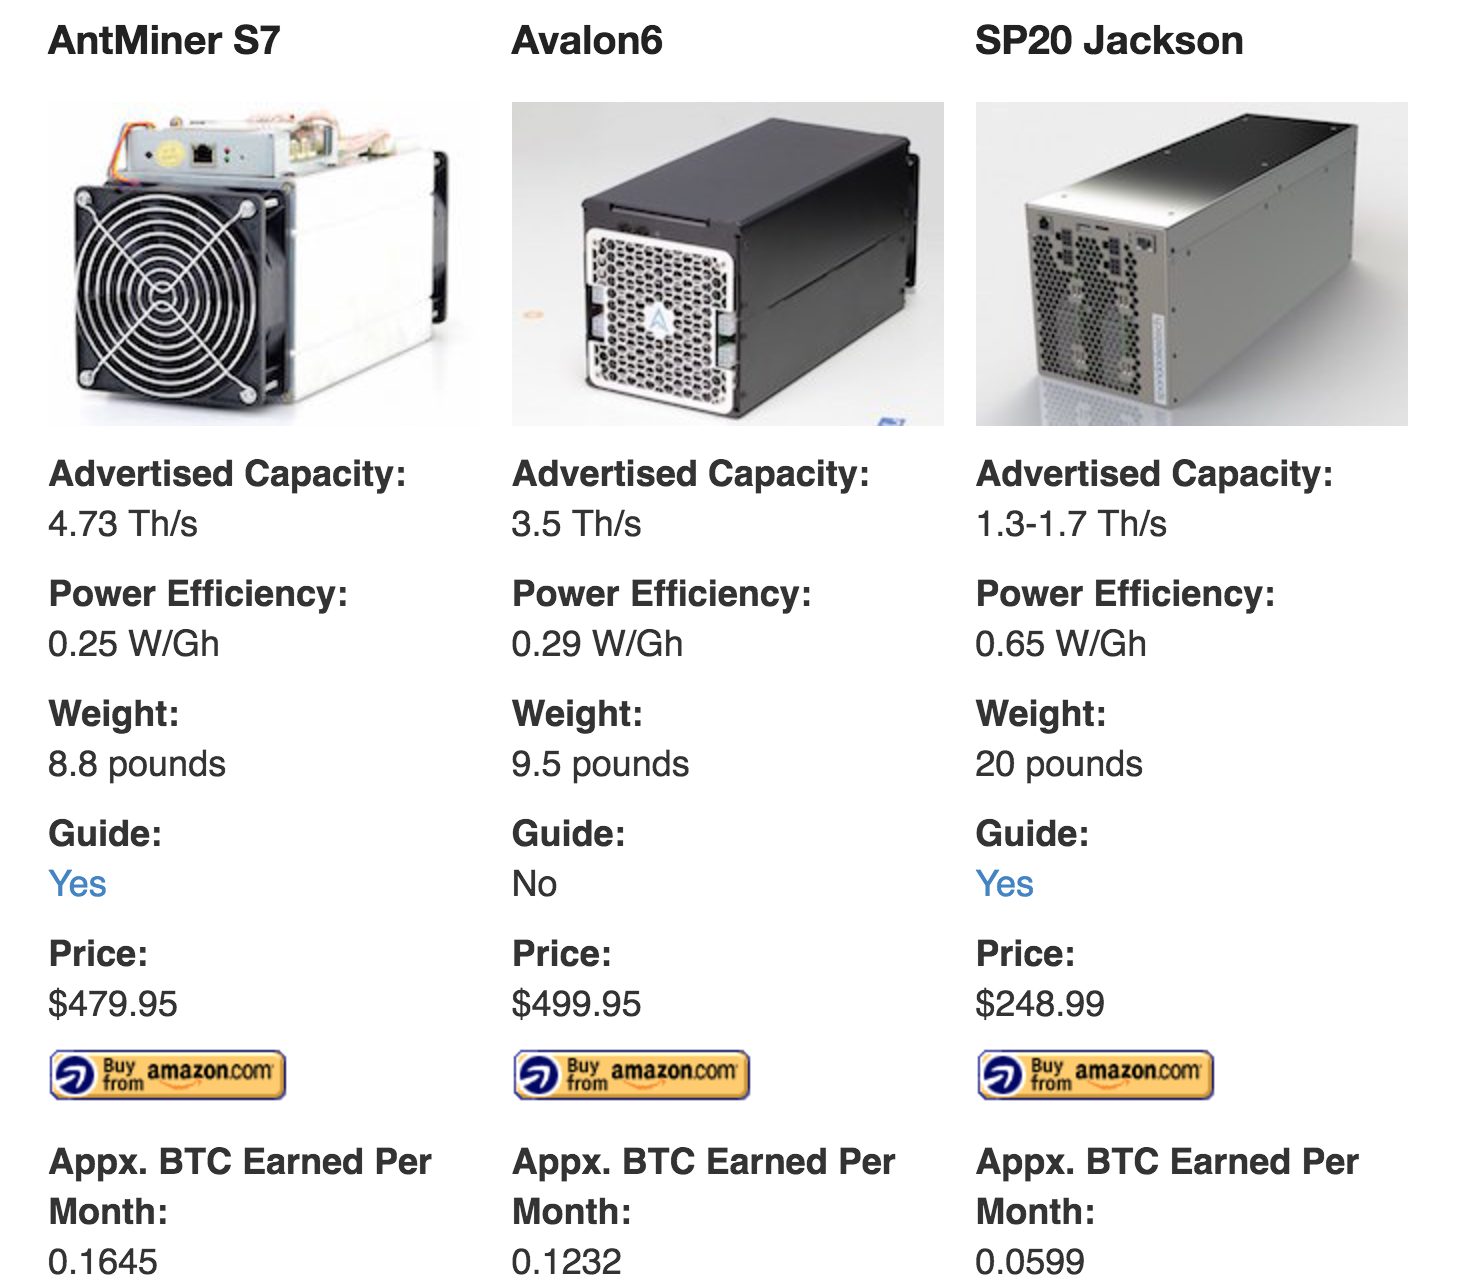 AntMiner S7
Avalon6
SP20 Jackson
Advertised Capacity:
4.73 Th/s
Power Efficiency:
0.25 W/Gh
Weight:
8.8 pounds
Guide:
Yes
Price:
$479.95
Buy
from amazon.com
Appx. BTC Earned Per
Month:
0.1645
Advertised Capacity:
3.5 Th/s
Power Efficiency:
0.29 W/Gh
Weight:
9.5 pounds
Guide:
No
Price:
$499.95
Buy
from amazon.com
Appx. BTC Earned Per
Month:
0.1232
Advertised Capacity:
1.3-1.7 Th/s
Power Efficiency:
0.65 W/Gh
Weight:
20 pounds
Guide:
Yes
Price:
$248.99
Buy
from amazon.com
Appx. BTC Earned Per
Month:
0.0599